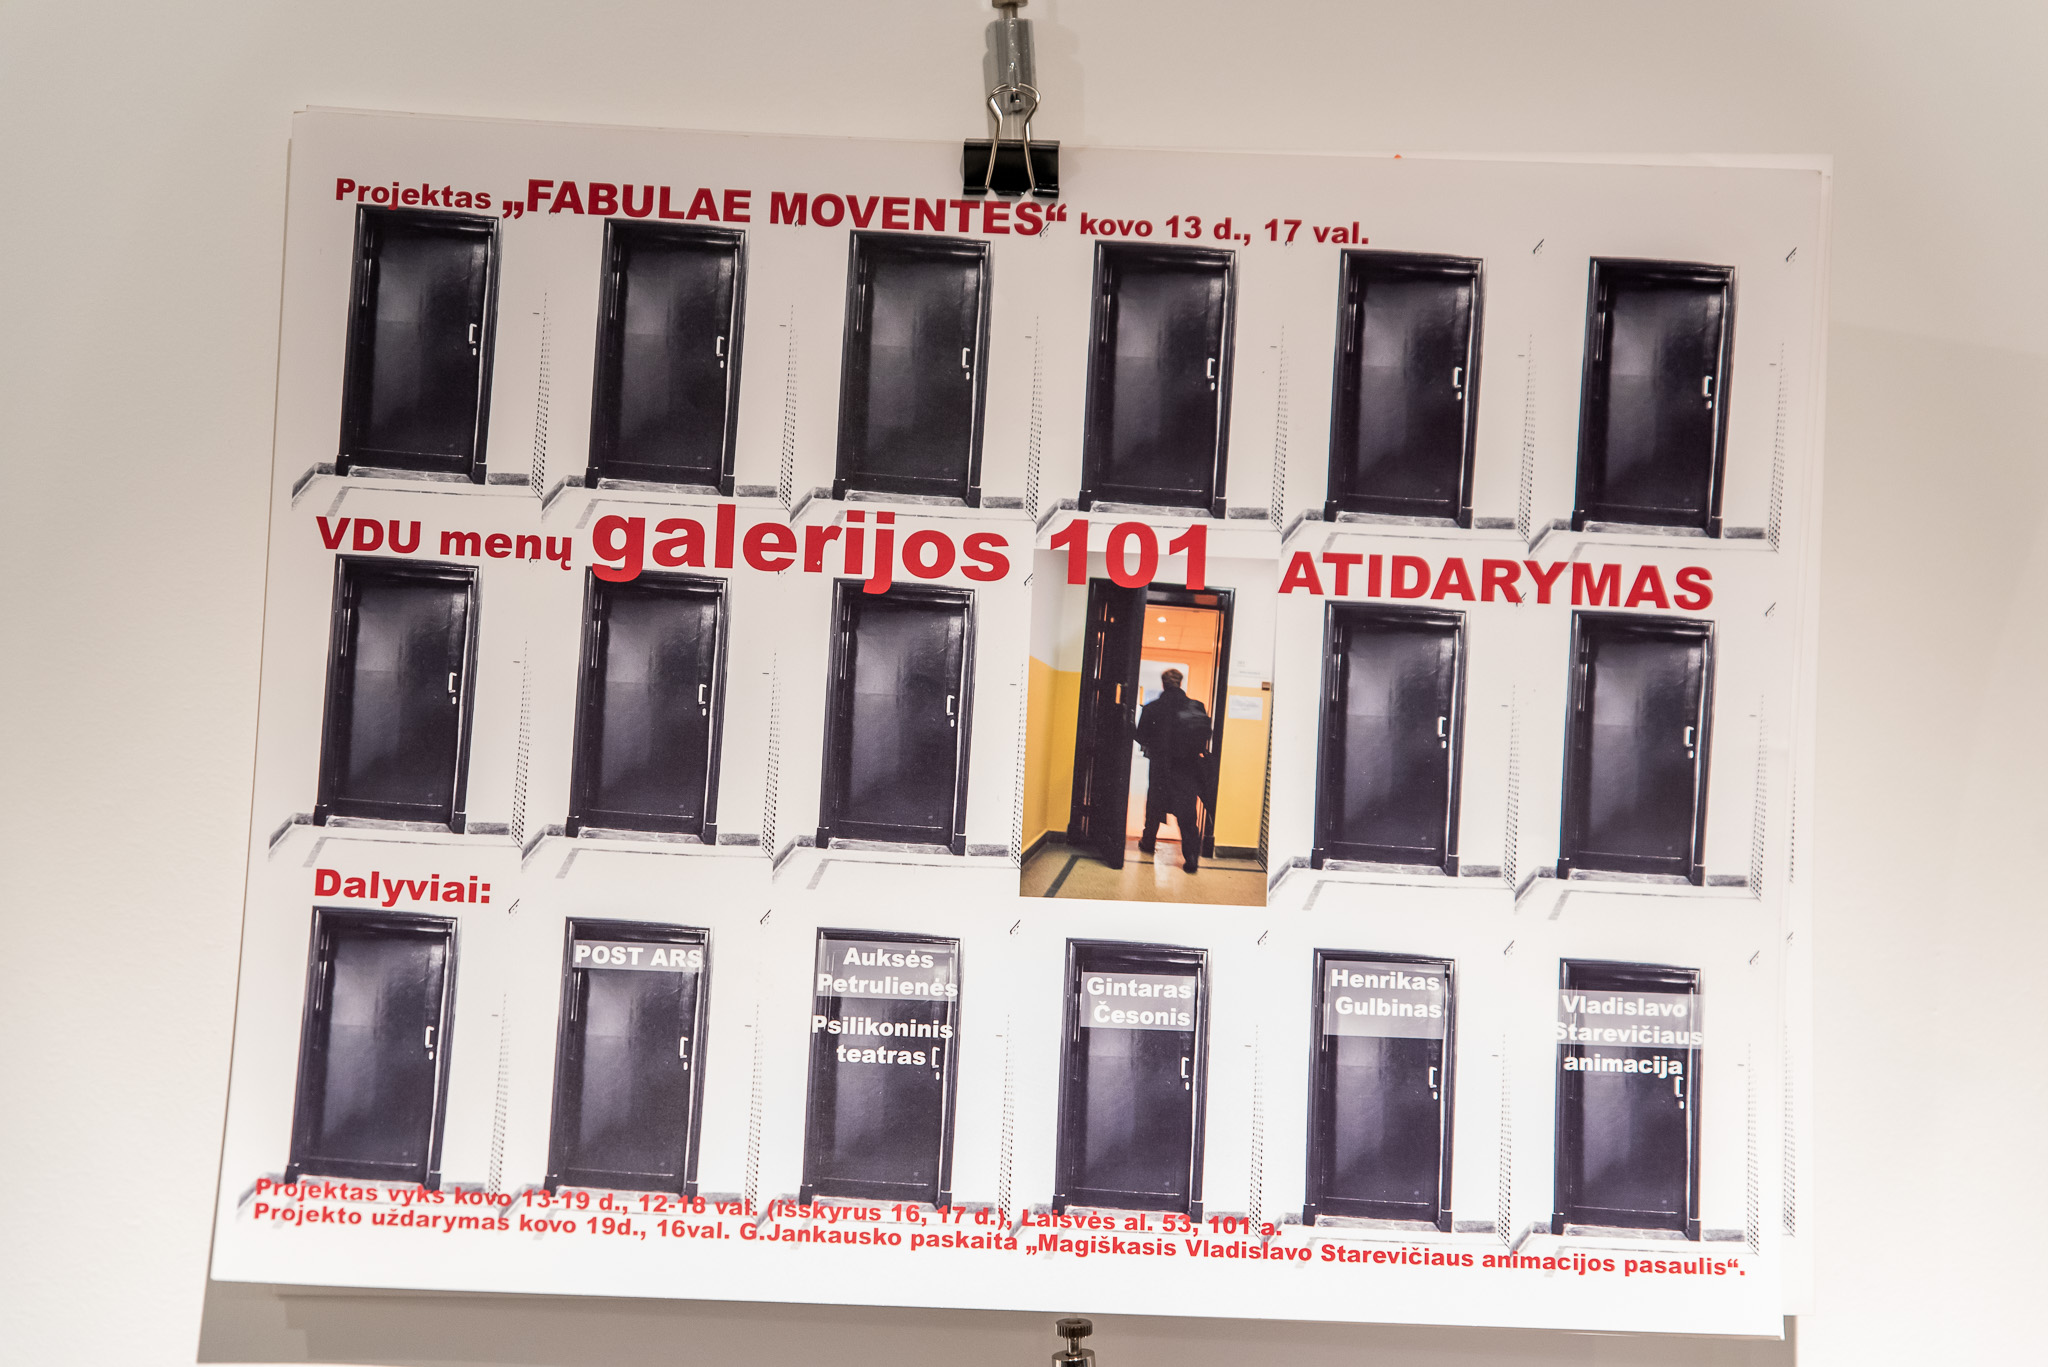 Projektas „FABULAE MOVENTES“ kovo 13 d., 17 val.
VDU menų galerijos 101 ATIDARYMAS
Dalyviai:
POST ARS
Auksės
Petrulienės
Psilikoninis
teatras
Gintaras
Česonis
Henrikas
Gulbinas
Vladislavo
Starevičiaus
animacija
Projektas vyks kovo 13-19 d., 12-18 val. (išskyrus 16, 17 d.), Laisvės al. 53, 101 a.
Projekto uždarymas kovo 19d., 16val. G.Jankausko paskaita „Magiškasis Vladislavo Starevičiaus animacijos pasaulis“.